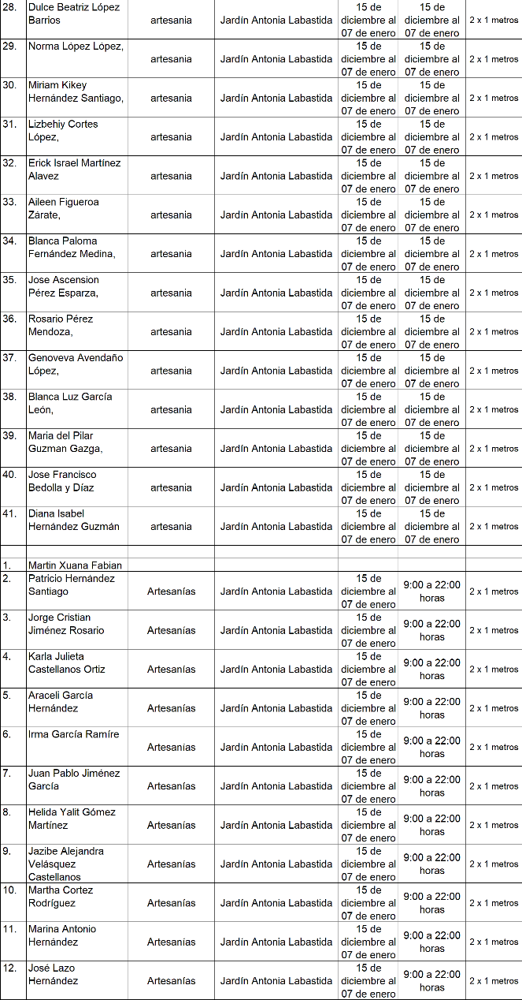 28. Dulce Beatriz López Barrios artesania Jardín Antonia Labastida 15 de diciembre al 07 de enero 15 de diciembre al 07 de enero 2 x 1 metros
29. Norma López López, artesania Jardín Antonia Labastida 15 de diciembre al 07 de enero 15 de diciembre al 07 de enero 2 x 1 metros
30. Miriam Kikey Hernández Santiago, artesania Jardín Antonia Labastida 15 de diciembre al 07 de enero 15 de diciembre al 07 de enero 2 x 1 metros
31. Lizbehiy Cortes López, artesania Jardín Antonia Labastida 15 de diciembre al 07 de enero 15 de diciembre al 07 de enero 2 x 1 metros
32. Erick Israel Martínez Alavez artesania Jardín Antonia Labastida 15 de diciembre al 07 de enero 15 de diciembre al 07 de enero 2 x 1 metros
33. Aileen Figueroa Zárate, artesania Jardín Antonia Labastida 15 de diciembre al 07 de enero 15 de diciembre al 07 de enero 2 x 1 metros
34. Blanca Paloma Fernández Medina, artesania Jardín Antonia Labastida 15 de diciembre al 07 de enero 15 de diciembre al 07 de enero 2 x 1 metros
35. Jose Ascension Pérez Esparza, artesania Jardín Antonia Labastida 15 de diciembre al 07 de enero 15 de diciembre al 07 de enero 2 x 1 metros
36. Rosario Pérez Mendoza, artesania Jardín Antonia Labastida 15 de diciembre al 07 de enero 15 de diciembre al 07 de enero 2 x 1 metros
37. Genoveva Avendaño López, artesania Jardín Antonia Labastida 15 de diciembre al 07 de enero 15 de diciembre al 07 de enero 2 x 1 metros
38. Blanca Luz García León, artesania Jardín Antonia Labastida 15 de diciembre al 07 de enero 15 de diciembre al 07 de enero 2 x 1 metros
39. Maria del Pilar Guzman Gazga, artesania Jardín Antonia Labastida 15 de diciembre al 07 de enero 15 de diciembre al 07 de enero 2 x 1 metros
40. Jose Francisco Bedolla y Díaz artesania Jardín Antonia Labastida 15 de diciembre al 07 de enero 15 de diciembre al 07 de enero 2 x 1 metros
41. Diana Isabel Hernández Guzmán artesania Jardín Antonia Labastida 15 de diciembre al 07 de enero 15 de diciembre al 07 de enero 2 x 1 metros
1. Martin Xuana Fabian
2. Patricio Hernández Santiago Artesanías Jardín Antonia Labastida 15 de diciembre al 07 de enero 9:00 a 22:00 horas 2 x 1 metros
3. Jorge Cristian Jiménez Rosario Artesanías Jardín Antonia Labastida 15 de diciembre al 07 de enero 9:00 a 22:00 horas 2 x 1 metros
4. Karla Julieta Castellanos Ortiz Artesanías Jardín Antonia Labastida 15 de diciembre al 07 de enero 9:00 a 22:00 horas 2 x 1 metros
5. Araceli García Hernández Artesanías Jardín Antonia Labastida 15 de diciembre al 07 de enero 9:00 a 22:00 horas 2 x 1 metros
6. Irma García Ramíre Artesanías Jardín Antonia Labastida 15 de diciembre al 07 de enero 9:00 a 22:00 horas 2 x 1 metros
7. Juan Pablo Jiménez García Artesanías Jardín Antonia Labastida 15 de diciembre al 07 de enero 9:00 a 22:00 horas 2 x 1 metros
8. Helida Yalit Gómez Martínez Artesanías Jardín Antonia Labastida 15 de diciembre al 07 de enero 9:00 a 22:00 horas 2 x 1 metros
9. Jazibe Alejandra Velásquez Castellanos Artesanías Jardín Antonia Labastida 15 de diciembre al 07 de enero 9:00 a 22:00 horas 2 x 1 metros
10. Martha Cortez Rodríguez Artesanías Jardín Antonia Labastida 15 de diciembre al 07 de enero 9:00 a 22:00 horas 2 x 1 metros
11. Marina Antonio Hernández Artesanías Jardín Antonia Labastida 15 de diciembre al 07 de enero 9:00 a 22:00 horas 2 x 1 metros
12. José Lazo Hernández Artesanías Jardín Antonia Labastida 15 de diciembre al 07 de enero 9:00 a 22:00 horas 2 x 1 metros